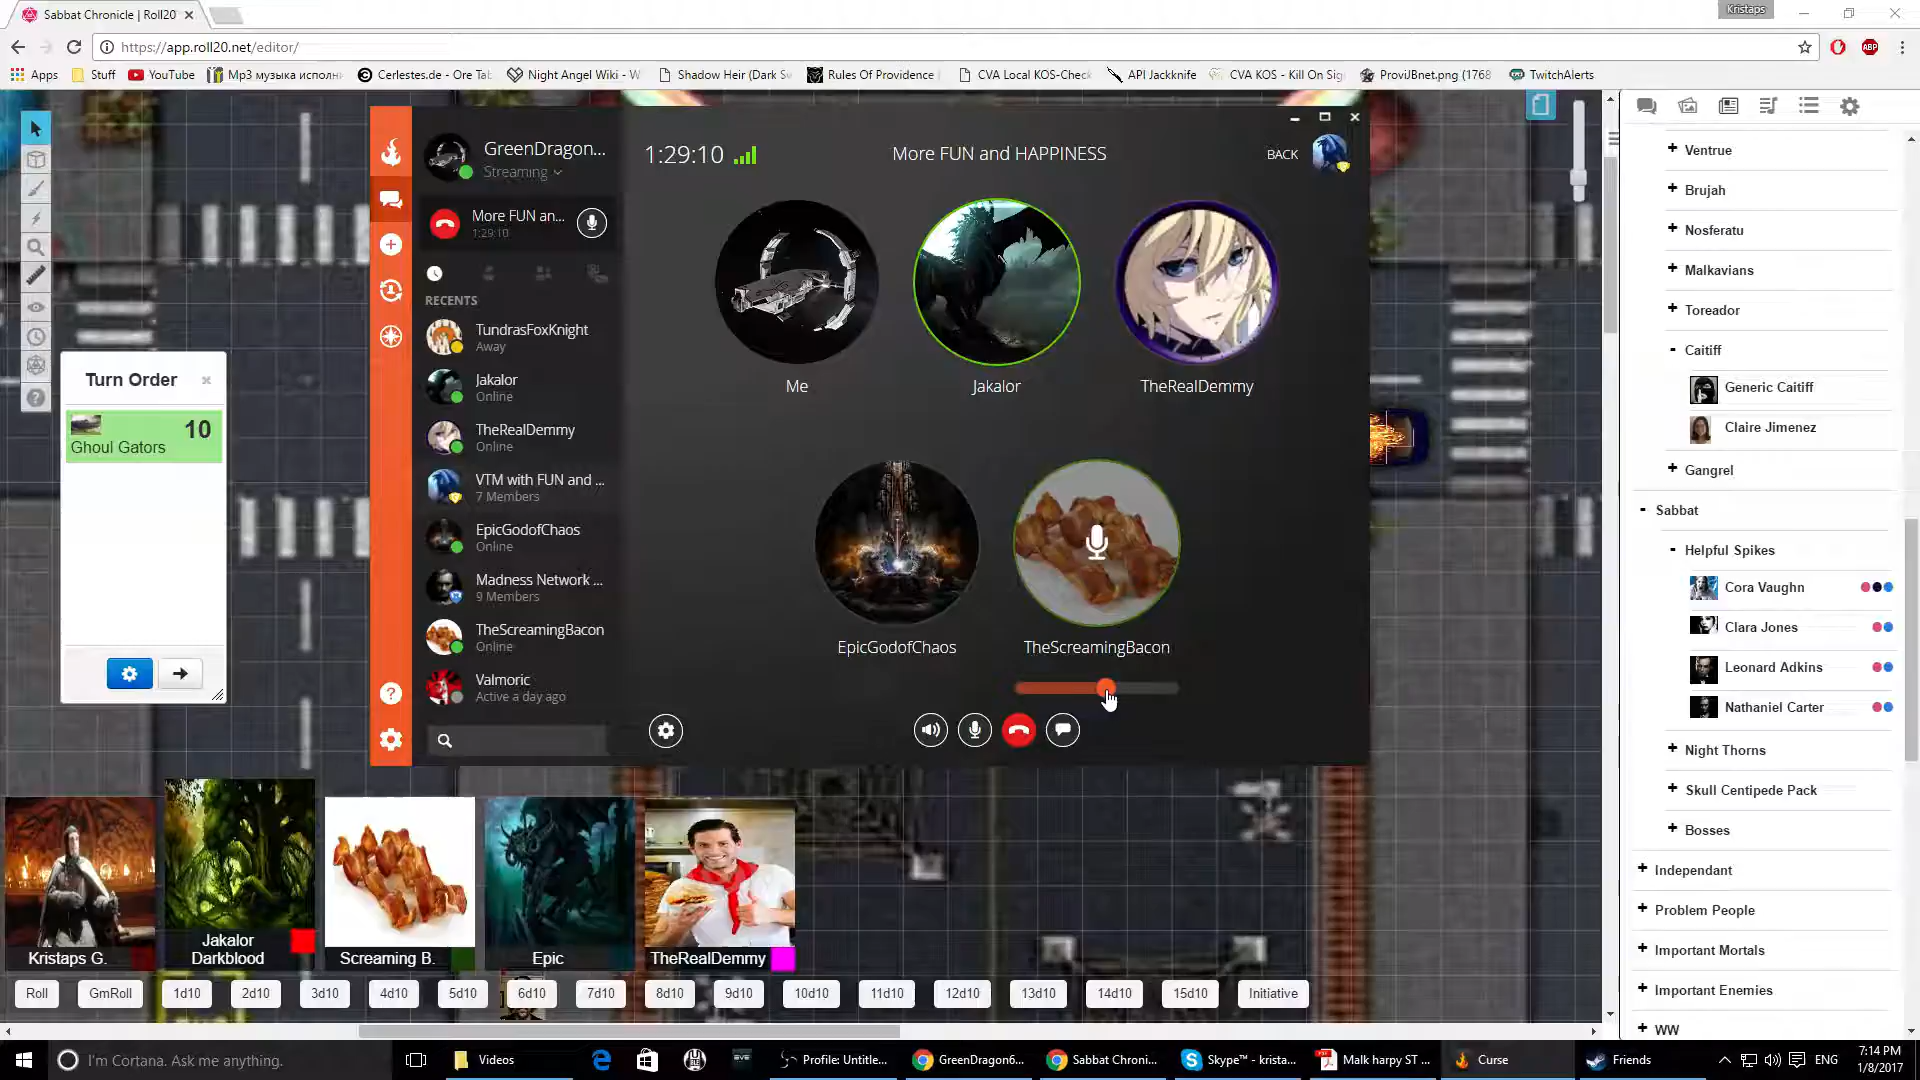 Sabbat Chronicle | Roll20
Kristaps
https://app.roll20.net/editor/
Apps
Stuff
YouTube
Mp3 музыка исполн
Cerlestes.de - Ore Tab
Night Angel Wiki - W
Shadow Heir (Dark Sw
Rules Of Providence
CVA Local KOS-Check
API Jackknife
CVA KOS - Kill On Sig
ProviJBnet.png (1768
TwitchAlerts
GreenDragon...
Streaming
More FUN an...
1:29:10
RECENTS
TundrasFoxKnight
Away
Jakalor
Online
TheRealDemmy
Online
VTM with FUN and ...
7 Members
EpicGodofChaos
Online
Madness Network ...
9 Members
TheScreamingBacon
Online
Valmoric
Active a day ago
1:29:10
More FUN and HAPPINESS
BACK
Me
Jakalor
TheRealDemmy
EpicGodofChaos
TheScreamingBacon
Turn Order
10
Ghoul Gators
Ventrue
Brujah
Nosferatu
Malkavians
Toreador
Caitiff
Generic Caitiff
Claire Jimenez
Gangrel
Sabbat
Helpful Spikes
Cora Vaughn
Clara Jones
Leonard Adkins
Nathaniel Carter
Night Thorns
Skull Centipede Pack
Bosses
Independant
Problem People
Important Mortals
Important Enemies
WW
Kristaps G.
Jakalor
Darkblood
Screaming B.
Epic
TheRealDemmy
Roll
GmRoll
1d10
2d10
3d10
4d10
5d10
6d10
7d10
8d10
9d10
10d10
11d10
12d10
13d10
14d10
15d10
Initiative
I'm Cortana. Ask me anything.
Videos
Profile: Untitle...
GreenDragon6...
Sabbat Chroni...
Skype™ - krista...
Malk harpy ST ...
Curse
Friends
ENG
7:14 PM
1/8/2017